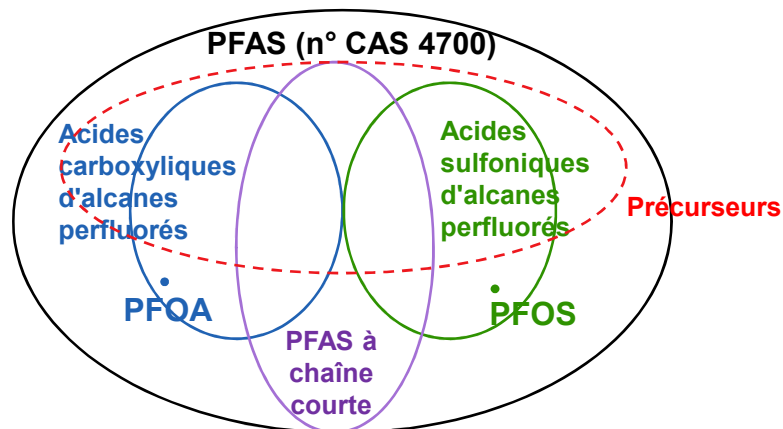 PFAS (n° CAS 4700)
Acides
carboxyliques
d'alcanes
perfluorés
Acides
sulfoniques
d'alcanes
perfluorés
Précurseurs
PFOA
PFOS
PFAS à
chaîne
courte